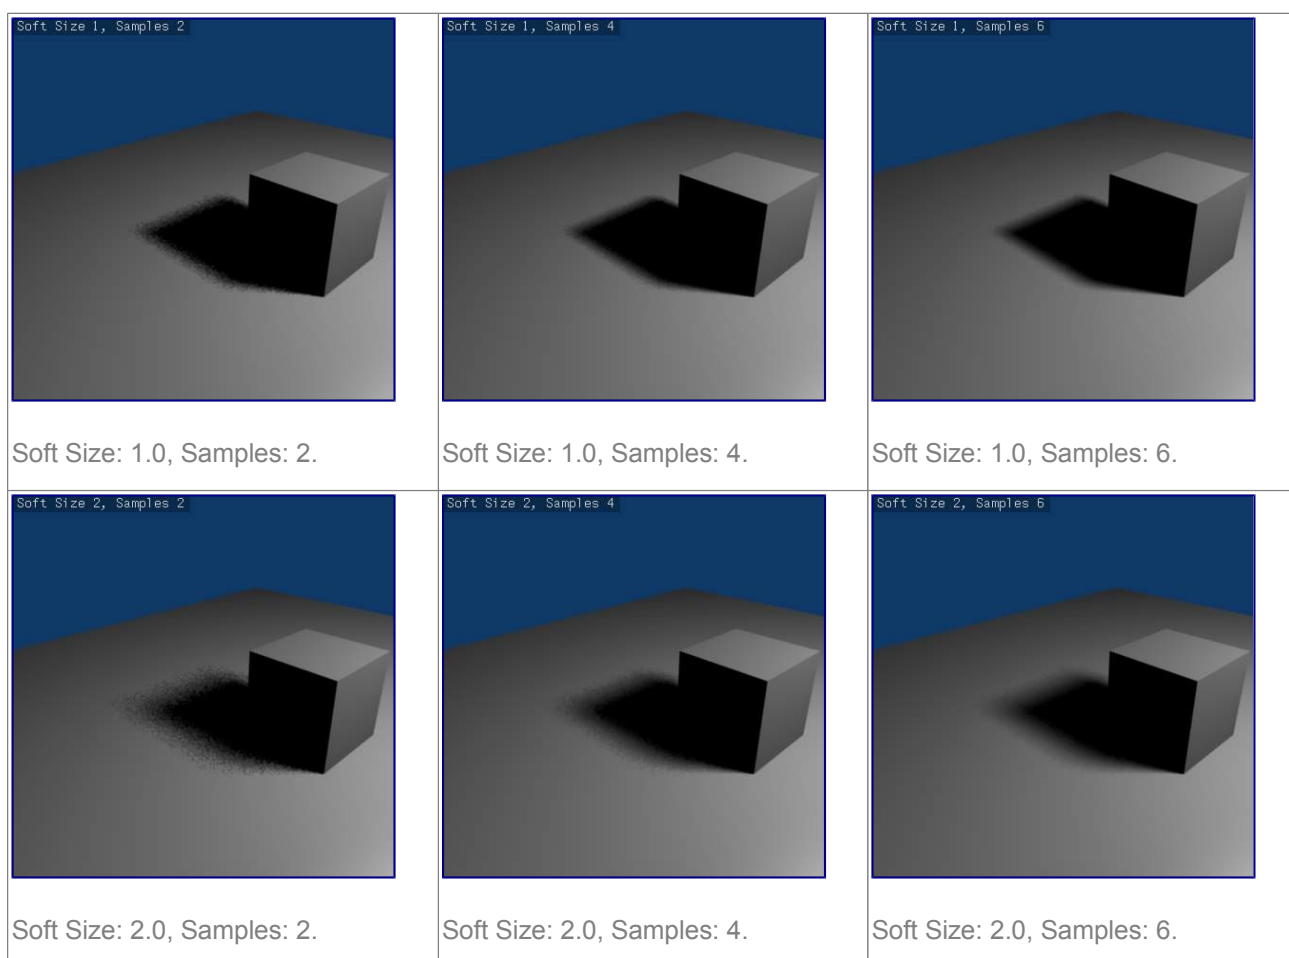 Soft Size 1, Samples 2
Soft Size 1, Samples 4
Soft Size 1, Samples 6
Soft Size: 1.0, Samples: 2.
Soft Size: 1.0, Samples: 4.
Soft Size: 1.0, Samples: 6.
Soft Size 2, Samples 2
Soft Size 2, Samples 4
Soft Size 2, Samples 6
Soft Size: 2.0, Samples: 2.
Soft Size: 2.0, Samples: 4.
Soft Size: 2.0, Samples: 6.